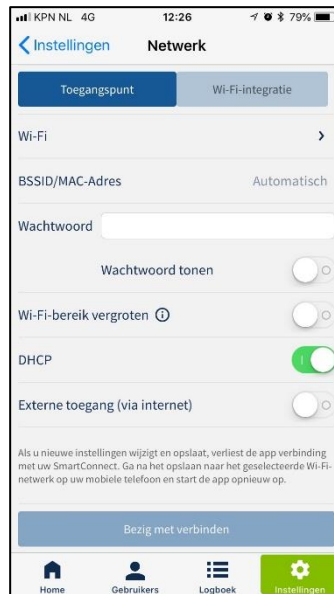 KPN NL 4G 12:26 79%
Instellingen Netwerk
Toegangspunt Wi-Fi-integratie
Wi-Fi
BSSID/MAC-Adres Automatisch
Wachtwoord
Wachtwoord tonen
Wi-Fi-bereik vergroten
DHCP
Externe toegang (via internet)
Als u nieuwe instellingen wijzigt en opslaat, verliest de app verbinding
met uw SmartConnect. Ga na het opslaan naar het geselecteerde Wi-Fi-
netwerk op uw mobiele telefoon en start de app opnieuw op.
Bezig met verbinden
Home Gebruikers Logboek Instellingen